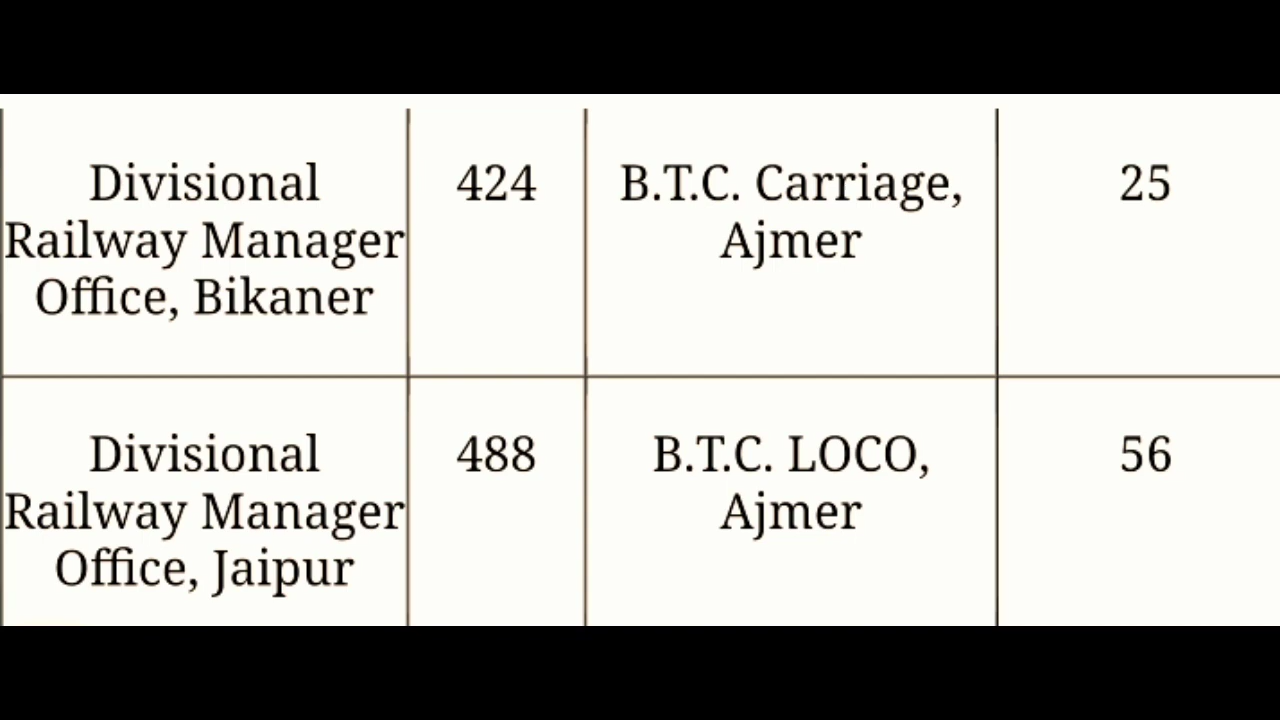 Divisional
Railway Manager
Office, Bikaner
424
B.T.C. Carriage,
Ajmer
25
Divisional
Railway Manager
Office, Jaipur
488
B.T.C. LOCO,
Ajmer
56